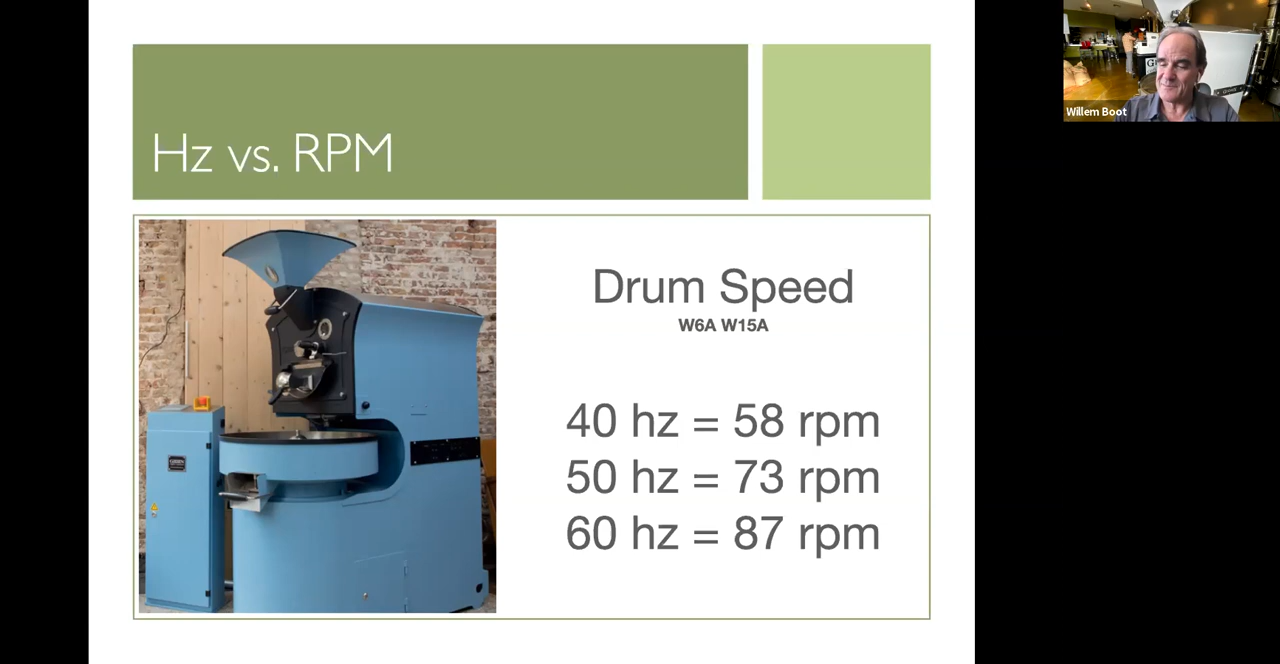 Hz vs. RPM
Drum Speed
W6A W15A
40 hz = 58 rpm
50 hz = 73 rpm
60 hz = 87 rpm
Willem Boot